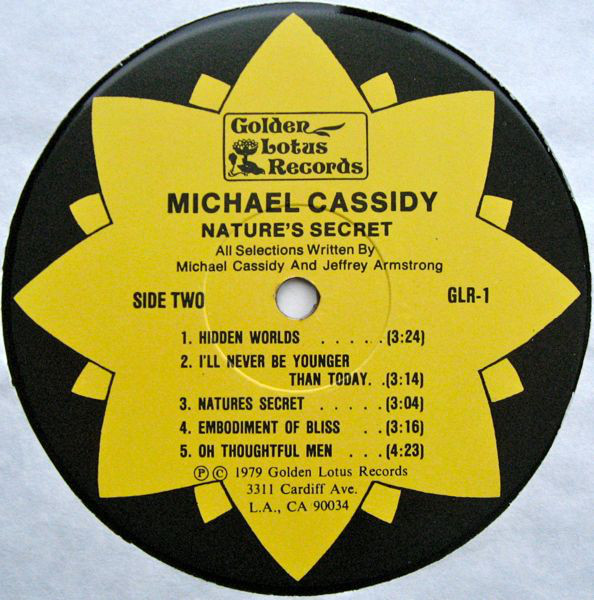 Golden
Lotus
Records
MICHAEL CASSIDY
NATURE'S SECRET
All Selections Written By
Michael Cassidy And Jeffrey Armstrong
SIDE TWO
GLR-1
1. HIDDEN WORLDS . . . . . (3:24)
2. I'LL NEVER BE YOUNGER
THAN TODAY. . (3:14)
3. NATURES SECRET . . . . . (3:04)
4. EMBODIMENT OF BLISS . . (3:16)
5. OH THOUGHTFUL MEN . . . (4:23)
Ⓟ © 1979 Golden Lotus Records
3311 Cardiff Ave.
L.A., CA 90034